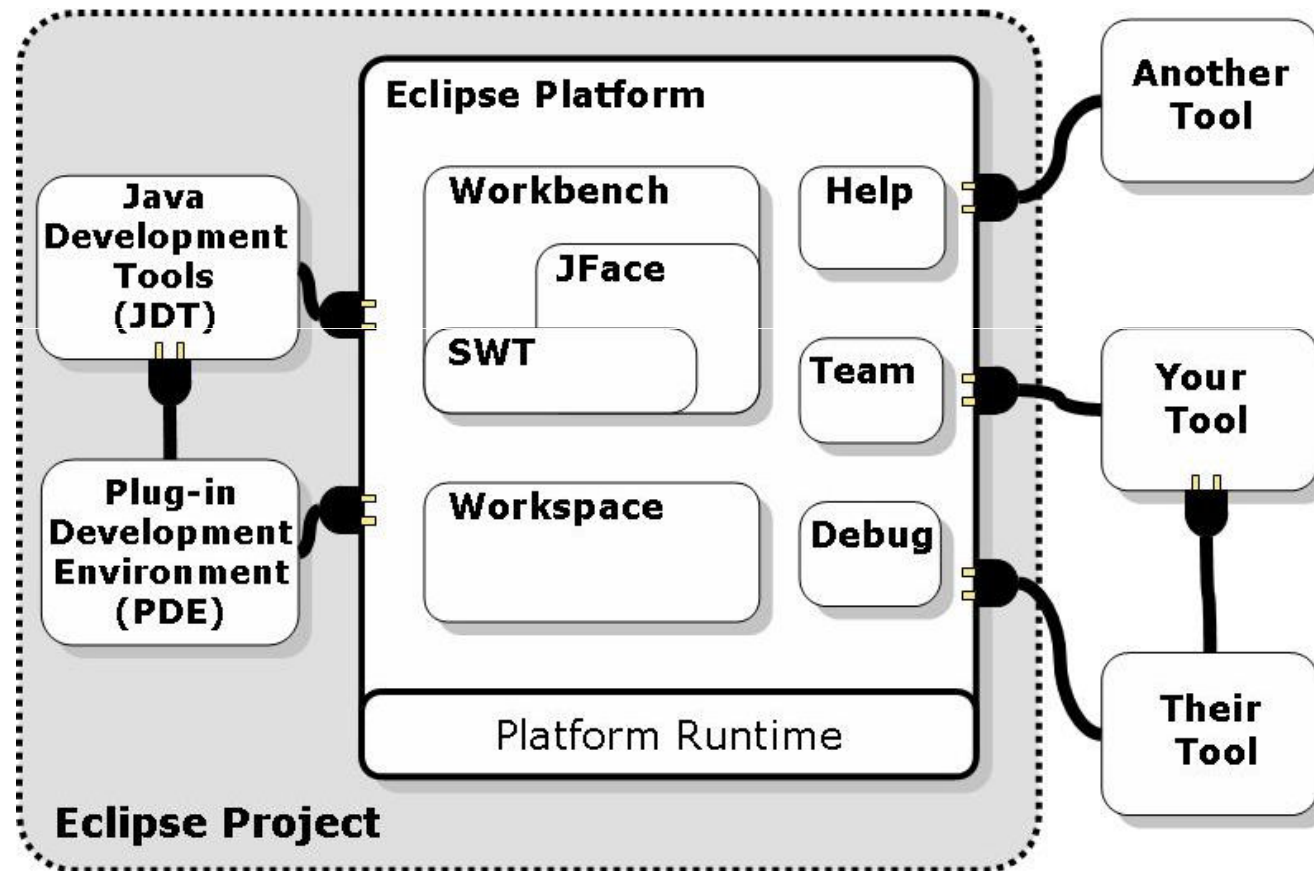 Eclipse Platform
Workbench
JFace
SWT
Workspace
Help
Team
Debug
Platform Runtime
Java
Development
Tools
(JDT)
Plug-in
Development
Environment
(PDE)
Eclipse Project
Another
Tool
Your
Tool
Their
Tool